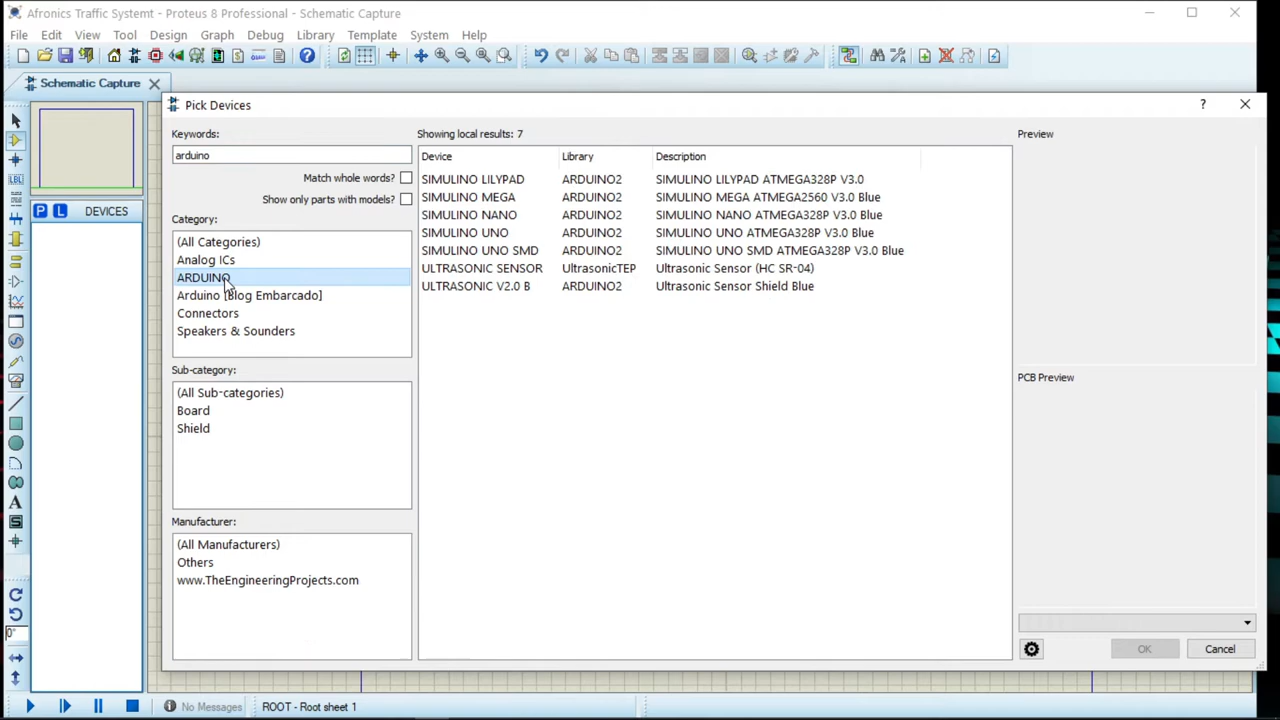 Afronics Traffic Systemt - Proteus 8 Professional - Schematic Capture
File Edit View Tool Design Graph Debug Library Template System Help
Schematic Capture
Pick Devices
Keywords:
arduino
Match whole words?
Show only parts with models?
Category:
(All Categories)
Analog ICs
ARDUINO
Arduino [Blog Embarcado]
Connectors
Speakers & Sounders
Sub-category:
(All Sub-categories)
Board
Shield
Manufacturer:
(All Manufacturers)
Others
www.TheEngineeringProjects.com
Showing local results: 7
Device Library Description
SIMULINO LILYPAD ARDUINO2 SIMULINO LILYPAD ATMEGA328P V3.0
SIMULINO MEGA ARDUINO2 SIMULINO MEGA ATMEGA2560 V3.0 Blue
SIMULINO NANO ARDUINO2 SIMULINO NANO ATMEGA328P V3.0 Blue
SIMULINO UNO ARDUINO2 SIMULINO UNO ATMEGA328P V3.0 Blue
SIMULINO UNO SMD ARDUINO2 SIMULINO UNO SMD ATMEGA328P V3.0 Blue
ULTRASONIC SENSOR UltrasonicTEP Ultrasonic Sensor (HC SR-04)
ULTRASONIC V2.0 B ARDUINO2 Ultrasonic Sensor Shield Blue
Preview
PCB Preview
OK Cancel
P L DEVICES
LBL
A
S
0°
No Messages
ROOT - Root sheet 1